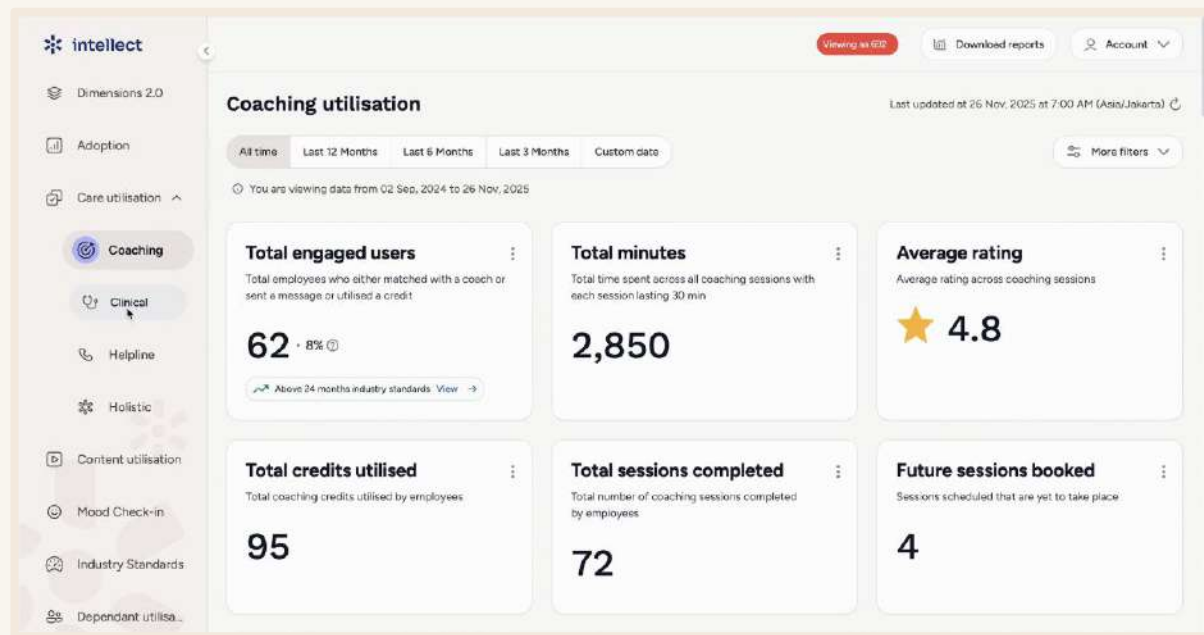 intellect
Viewing as 692
Download reports
Account
Dimensions 2.0
Adoption
Care utilisation
Coaching
Clinical
Helpline
Holistic
Content utilisation
Mood Check-in
Industry Standards
Dependant utilisa...
Coaching utilisation
Last updated at 26 Nov, 2025 at 7:00 AM (Asia/Jakarta)
All time
Last 12 Months
Last 6 Months
Last 3 Months
Custom date
More filters
You are viewing data from 02 Sep, 2024 to 26 Nov, 2025
Total engaged users
Total employees who either matched with a coach or
sent a message or utilised a credit
62 · 8%
Above 24 months industry standards View
Total minutes
Total time spent across all coaching sessions with
each session lasting 30 min
2,850
Average rating
Average rating across coaching sessions
4.8
Total credits utilised
Total coaching credits utilised by employees
95
Total sessions completed
Total number of coaching sessions completed
by employees
72
Future sessions booked
Sessions scheduled that are yet to take place
4